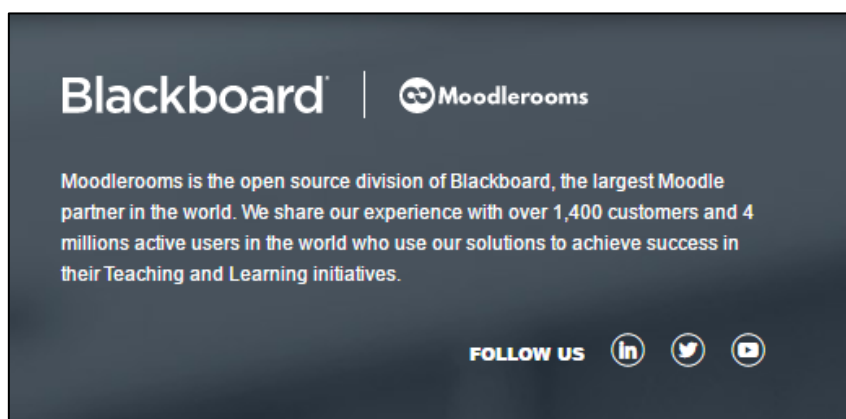 Blackboard
Moodlerooms
Moodlerooms is the open source division of Blackboard, the largest Moodle
partner in the world. We share our experience with over 1,400 customers and 4
millions active users in the world who use our solutions to achieve success in
their Teaching and Learning initiatives.
FOLLOW US